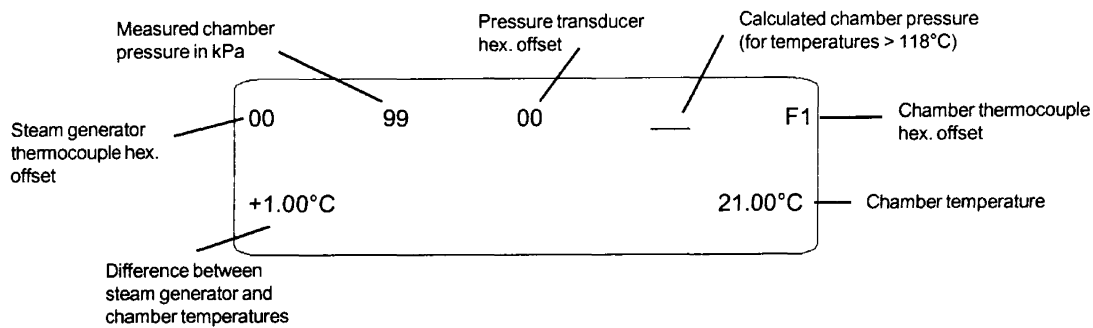 Measured chamber
pressure in kPa
Pressure transducer
hex. offset
Calculated chamber pressure
(for temperatures > 118°C)
Steam generator
thermocouple hex.
offset
00 99 00 __ F1
Chamber thermocouple
hex. offset
+1.00°C 21.00°C
Chamber temperature
Difference between
steam generator and
chamber temperatures